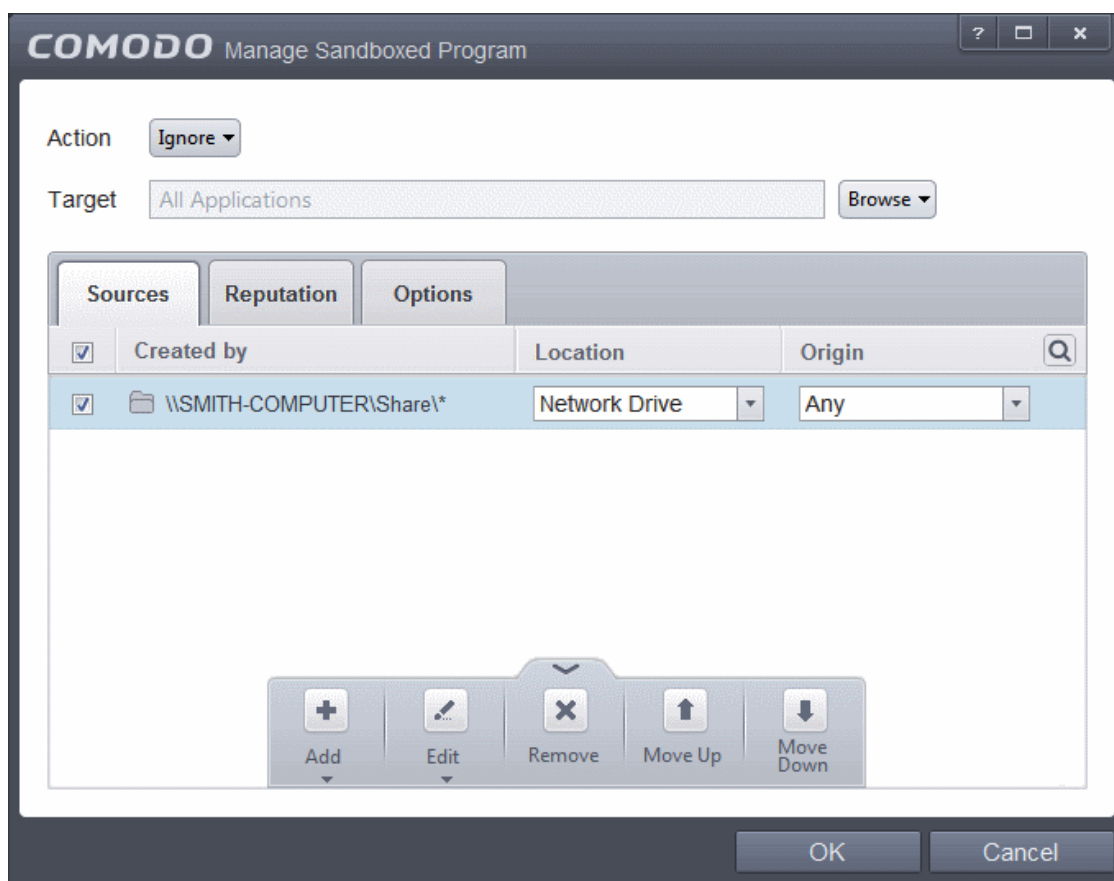 COMODO Manage Sandboxed Program
?
Action Ignore
Target All Applications Browse
Sources Reputation Options
Created by Location Origin
\\SMITH-COMPUTER\Share\* Network Drive Any
Add Edit Remove Move Up Move Down
OK Cancel